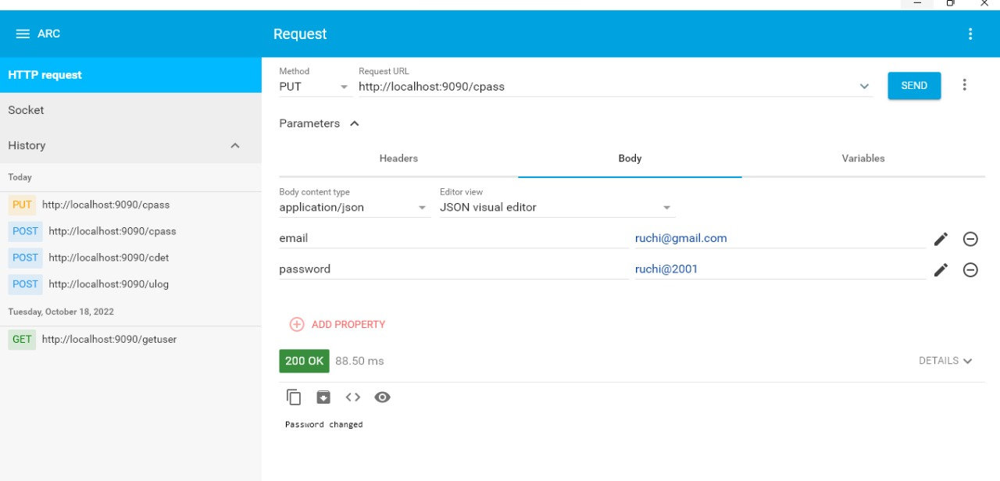 ARC
Request
HTTP request
Socket
History
Today
PUT http://localhost:9090/cpass
POST http://localhost:9090/cpass
POST http://localhost:9090/cdet
POST http://localhost:9090/ulog
Tuesday, October 18, 2022
GET http://localhost:9090/getuser
Method Request URL
PUT http://localhost:9090/cpass SEND
Parameters
Headers Body Variables
Body content type Editor view
application/json JSON visual editor
email ruchi@gmail.com
password ruchi@2001
ADD PROPERTY
200 OK 88.50 ms DETAILS
Password changed